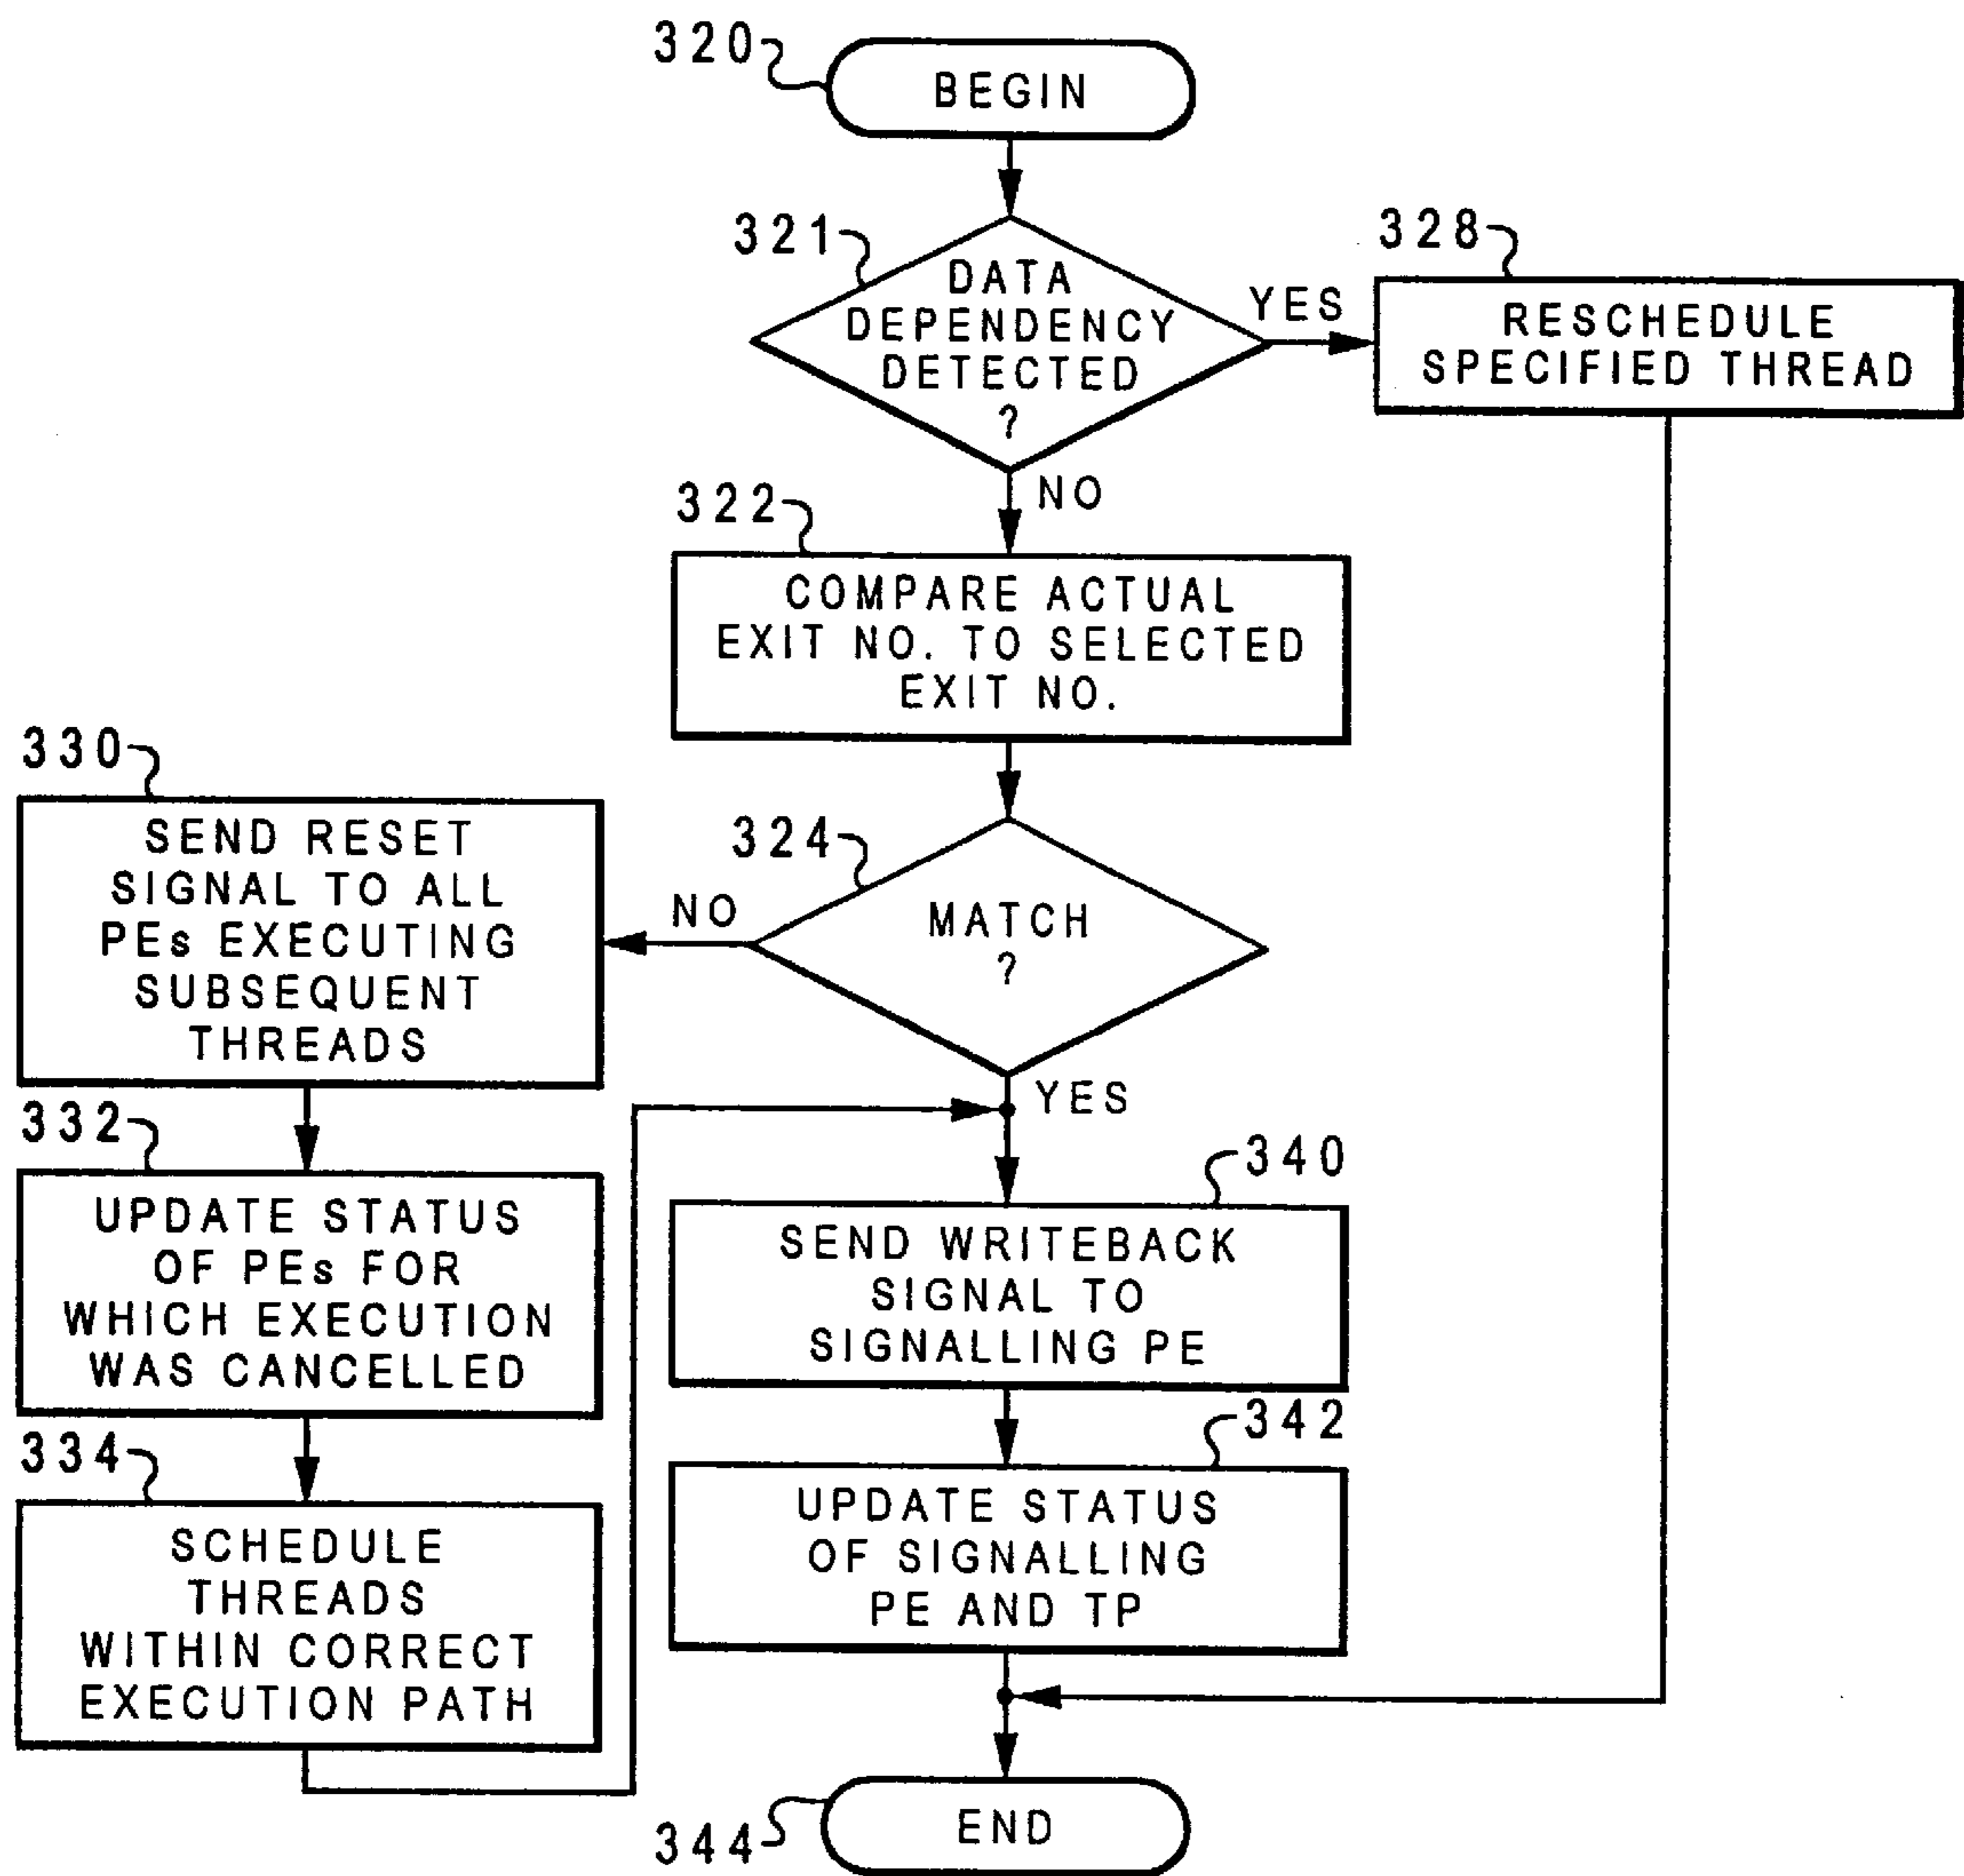 320
BEGIN
321
DATA
DEPENDENCY
DETECTED
?
YES
328
RESCHEDULE
SPECIFIED THREAD
NO
322
COMPARE ACTUAL
EXIT NO. TO SELECTED
EXIT NO.
324
MATCH
?
NO
YES
330
SEND RESET
SIGNAL TO ALL
PEs EXECUTING
SUBSEQUENT
THREADS
332
UPDATE STATUS
OF PEs FOR
WHICH EXECUTION
WAS CANCELLED
334
SCHEDULE
THREADS
WITHIN CORRECT
EXECUTION PATH
340
SEND WRITEBACK
SIGNAL TO
SIGNALLING PE
342
UPDATE STATUS
OF SIGNALLING
PE AND TP
344
END